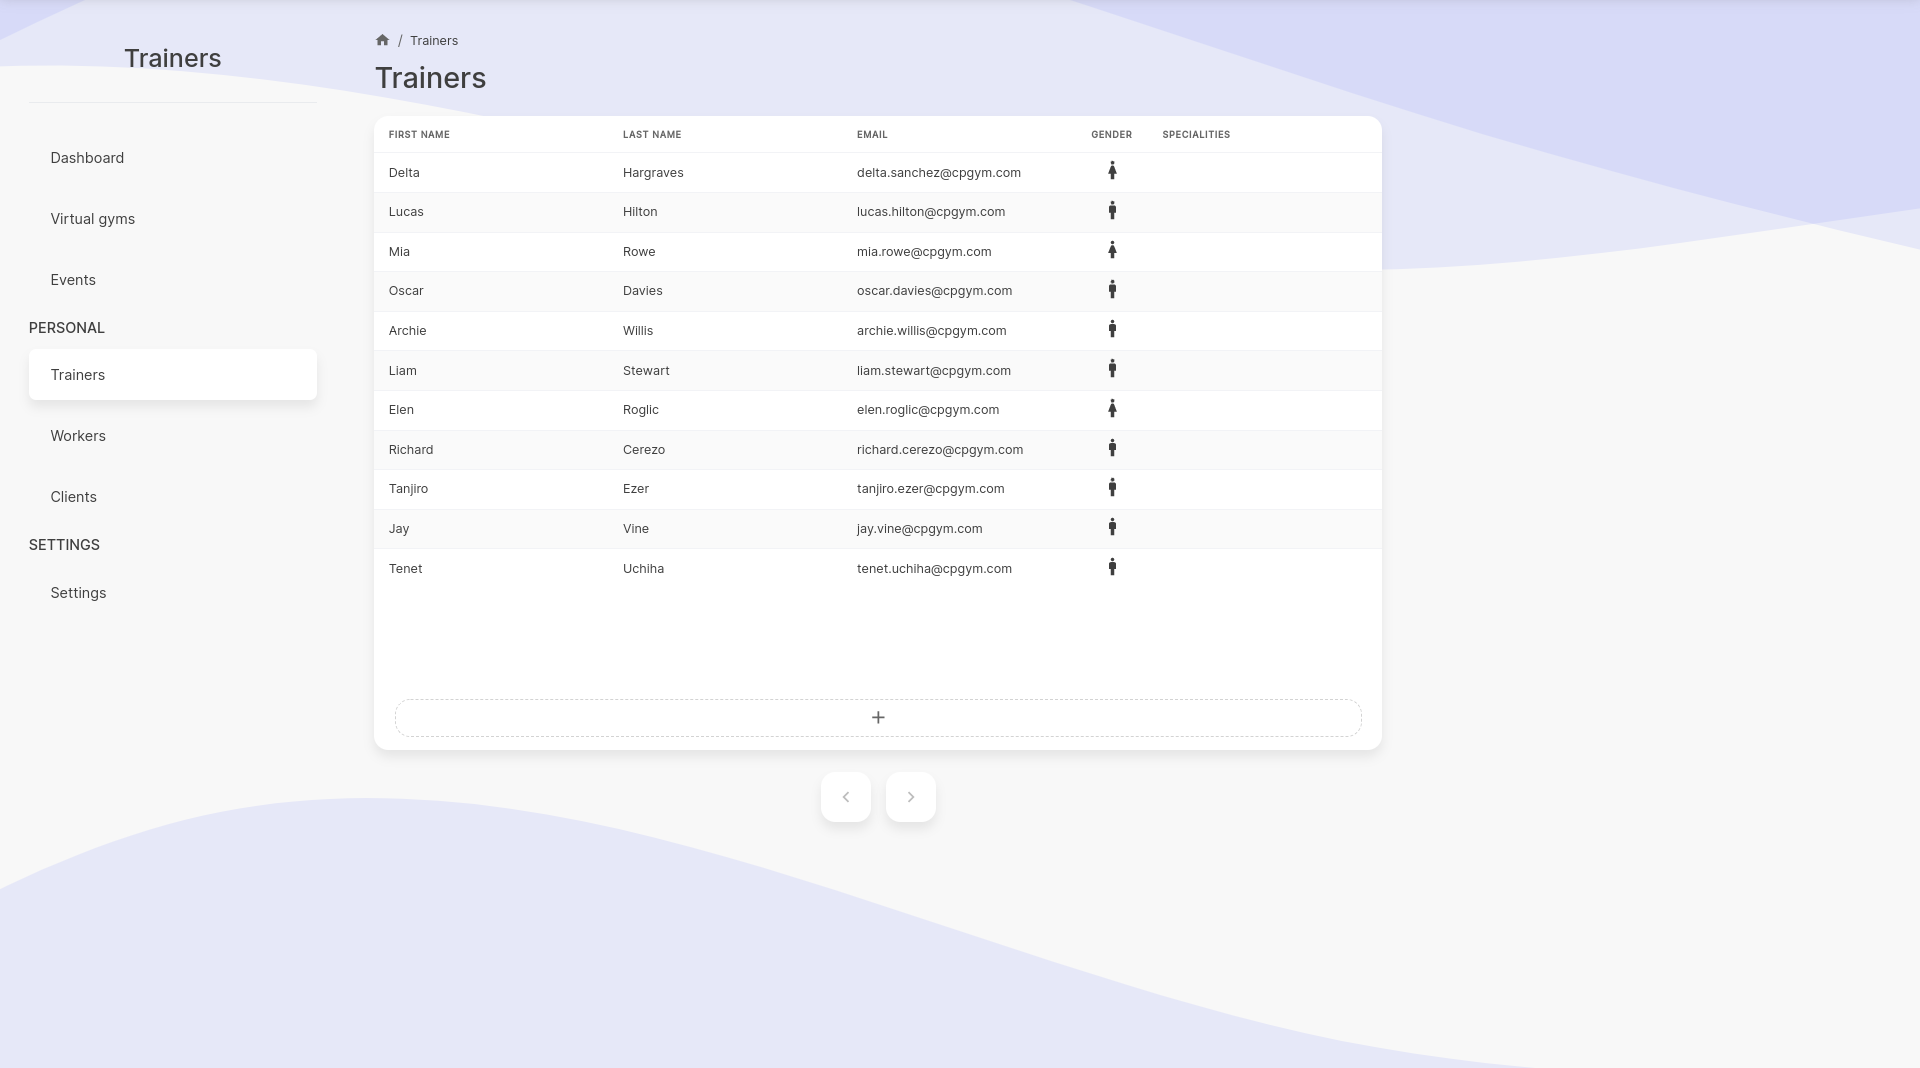 Trainers
Dashboard
Virtual gyms
Events
PERSONAL
Trainers
Workers
Clients
SETTINGS
Settings
/ Trainers
Trainers
FIRST NAME LAST NAME EMAIL GENDER SPECIALITIES
Delta Hargraves delta.sanchez@cpgym.com
Lucas Hilton lucas.hilton@cpgym.com
Mia Rowe mia.rowe@cpgym.com
Oscar Davies oscar.davies@cpgym.com
Archie Willis archie.willis@cpgym.com
Liam Stewart liam.stewart@cpgym.com
Elen Roglic elen.roglic@cpgym.com
Richard Cerezo richard.cerezo@cpgym.com
Tanjiro Ezer tanjiro.ezer@cpgym.com
Jay Vine jay.vine@cpgym.com
Tenet Uchiha tenet.uchiha@cpgym.com